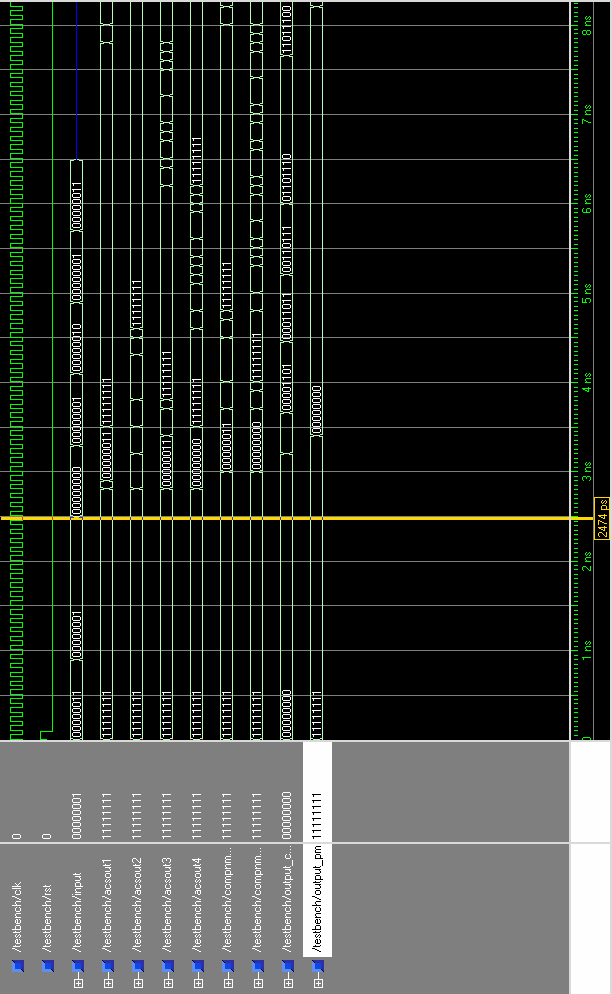 /testbench/clk 0
/testbench/rst 0
/testbench/input 00000001 00000011 00000001 00000000 00000001 00000010 00000001 00000011
/testbench/acsout1 11111111 11111111 00000011 11111111
/testbench/acsout2 11111111 11111111 11111111
/testbench/acsout3 11111111 11111111 00000011 11111111
/testbench/acsout4 11111111 11111111 00000000 11111111 11111111
/testbench/compnm... 11111111 11111111 00000011 11111111
/testbench/compnm... 11111111 11111111 00000000 11111111
/testbench/output_c... 00000000 00000000 00001101 00011011 00110111 01101110 11011100
/testbench/output_pm 11111111 11111111 00000000
0 1 ns 2 ns 3 ns 4 ns 5 ns 6 ns 7 ns 8 ns
2474 ps